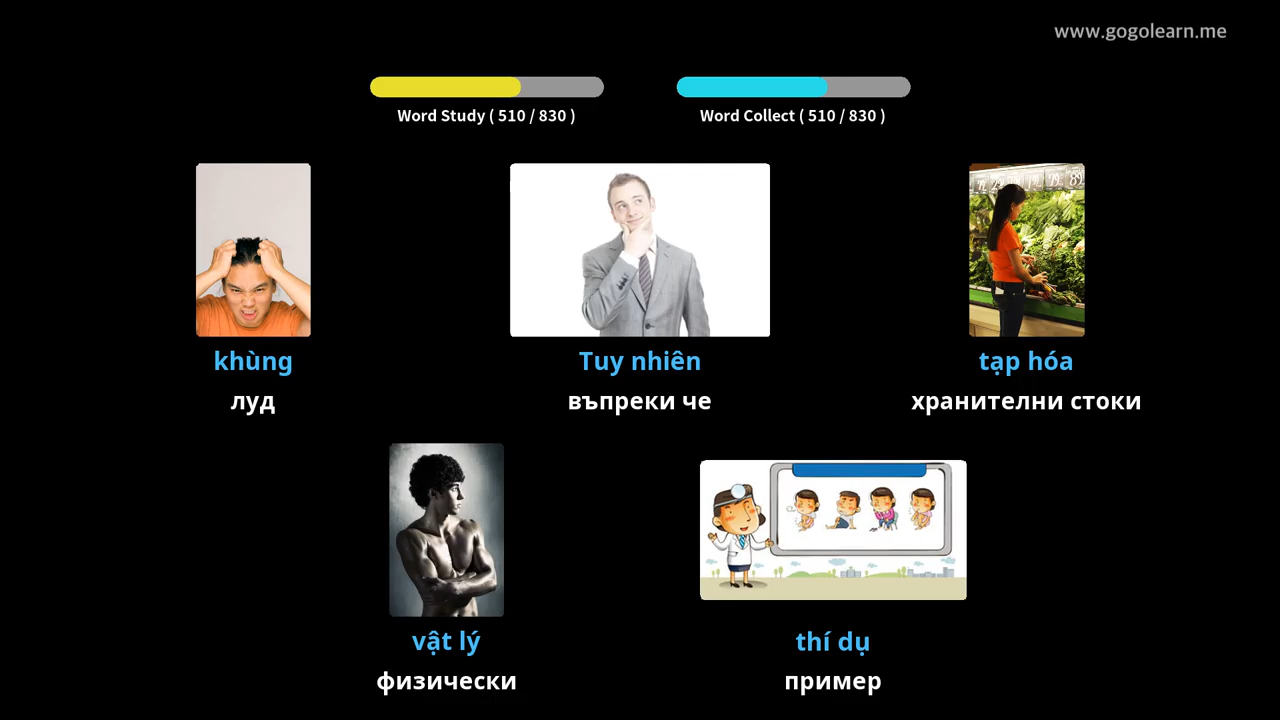 www.gogolearn.me
Word Study ( 510 / 830 )
Word Collect ( 510 / 830 )
khùng
луд
Tuy nhiên
въпреки че
tạp hóa
хранителни стоки
vật lý
физически
thí dụ
пример